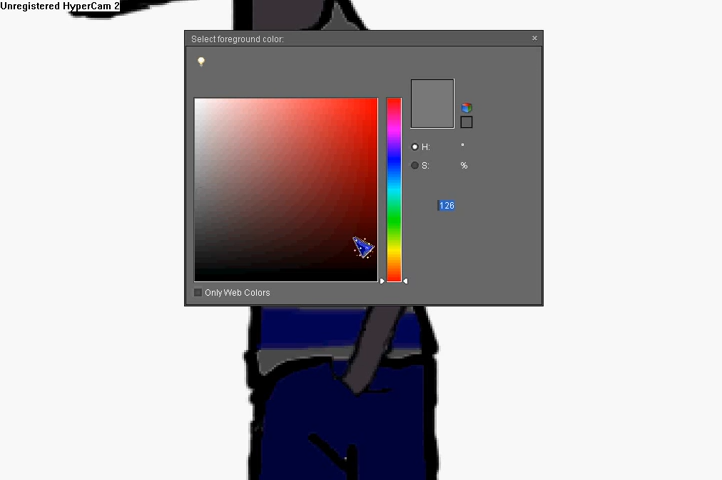 Unregistered HyperCam 2
Select foreground color:
H: °
S: %
126
Only Web Colors